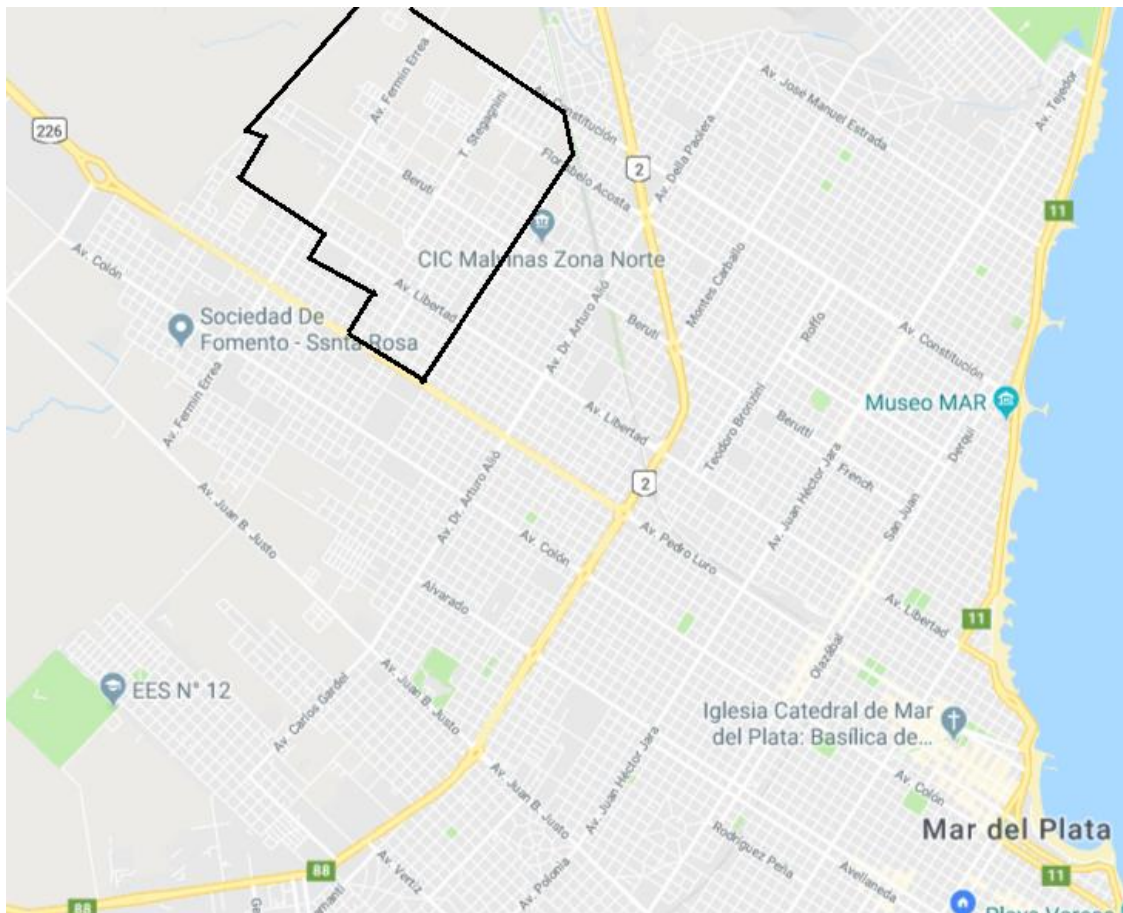 Av. Tejedor
Av. José Manuel Estrada
Av. Fermin Errea
Av. Constitución
T. Stegagnini
226
2
Av. Della Paolera
Florisbelo Acosta
Beruti
11
CIC Malvinas Zona Norte
Av. Colón
Montes Carballo
Av. Libertad
Av. Dr. Arturo Alió
Beruti
Roffo
Av. Constitución
Sociedad De
Fomento - Ssnta Rosa
Av. Fermin Errea
Museo MAR
Av. Libertad
Teodoro Bronzini
Berutti
Derqui
French
Av. Juan Héctor Jara
2
Av. Dr. Arturo Alió
San Juan
Av. Juan B. Justo
Av. Pedro Luro
Av. Colón
Alvarado
Av. Libertad
11
Olazábal
EES N° 12
Av. Juan B. Justo
Av. Carlos Gardel
Iglesia Catedral de Mar
del Plata: Basílica de...
Av. Juan Héctor Jara
Av. Juan B. Justo
Av. Colón
Mar del Plata
Rodríguez Peña
Av. Vertiz
Av. Polonia
Avellaneda
88
11
88